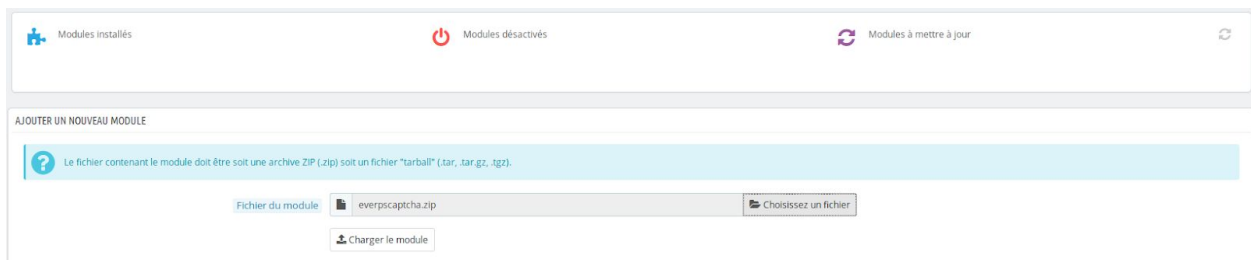 Modules installés
Modules désactivés
Modules à mettre à jour
AJOUTER UN NOUVEAU MODULE
Le fichier contenant le module doit être soit une archive ZIP (.zip) soit un fichier "tarball" (.tar, .tar.gz, .tgz).
Fichier du module everpscaptcha.zip Choisissez un fichier
Charger le module